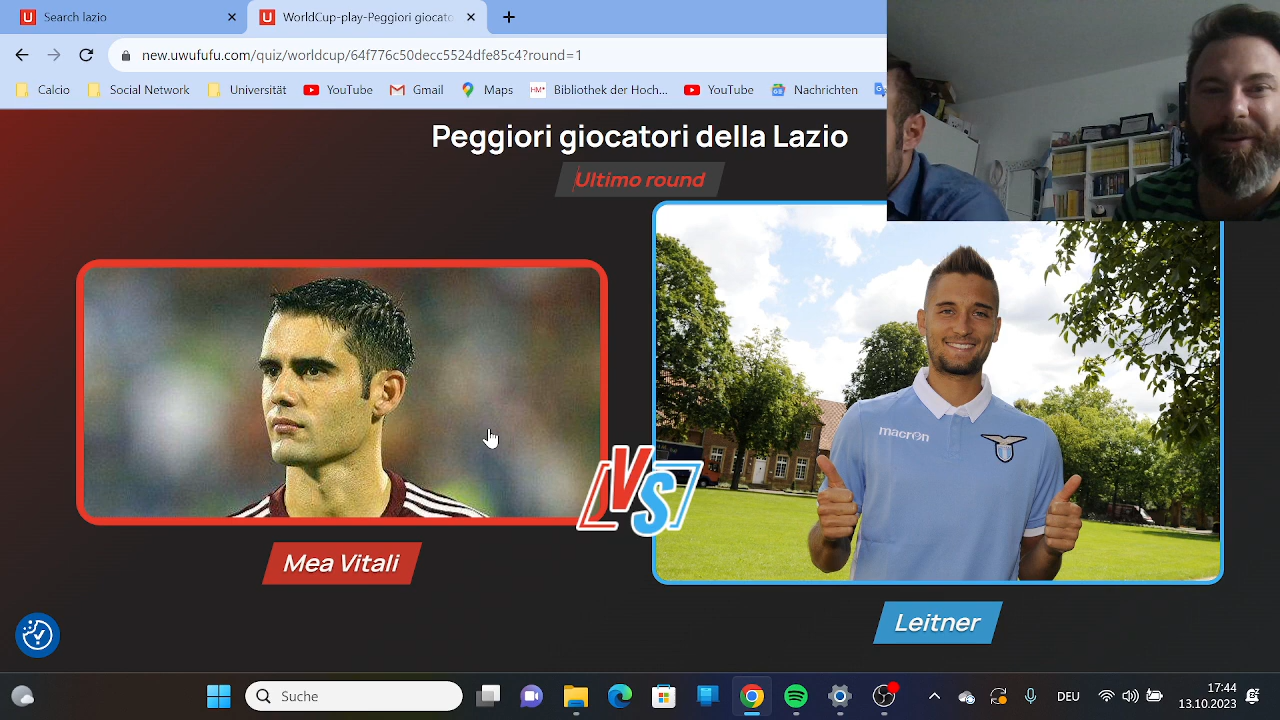 Search lazio
WorldCup-play-Peggiori giocato
new.uwufufu.com/quiz/worldcup/64f776c50decc5524dfe85c4?round=1
Calcio
Social Network
Universität
YouTube
Gmail
Maps
Bibliothek der Hoch...
YouTube
Nachrichten
Peggiori giocatori della Lazio
Ultimo round
macron
VS
Mea Vitali
Leitner
Suche
DEU
17:44
13.10.2023